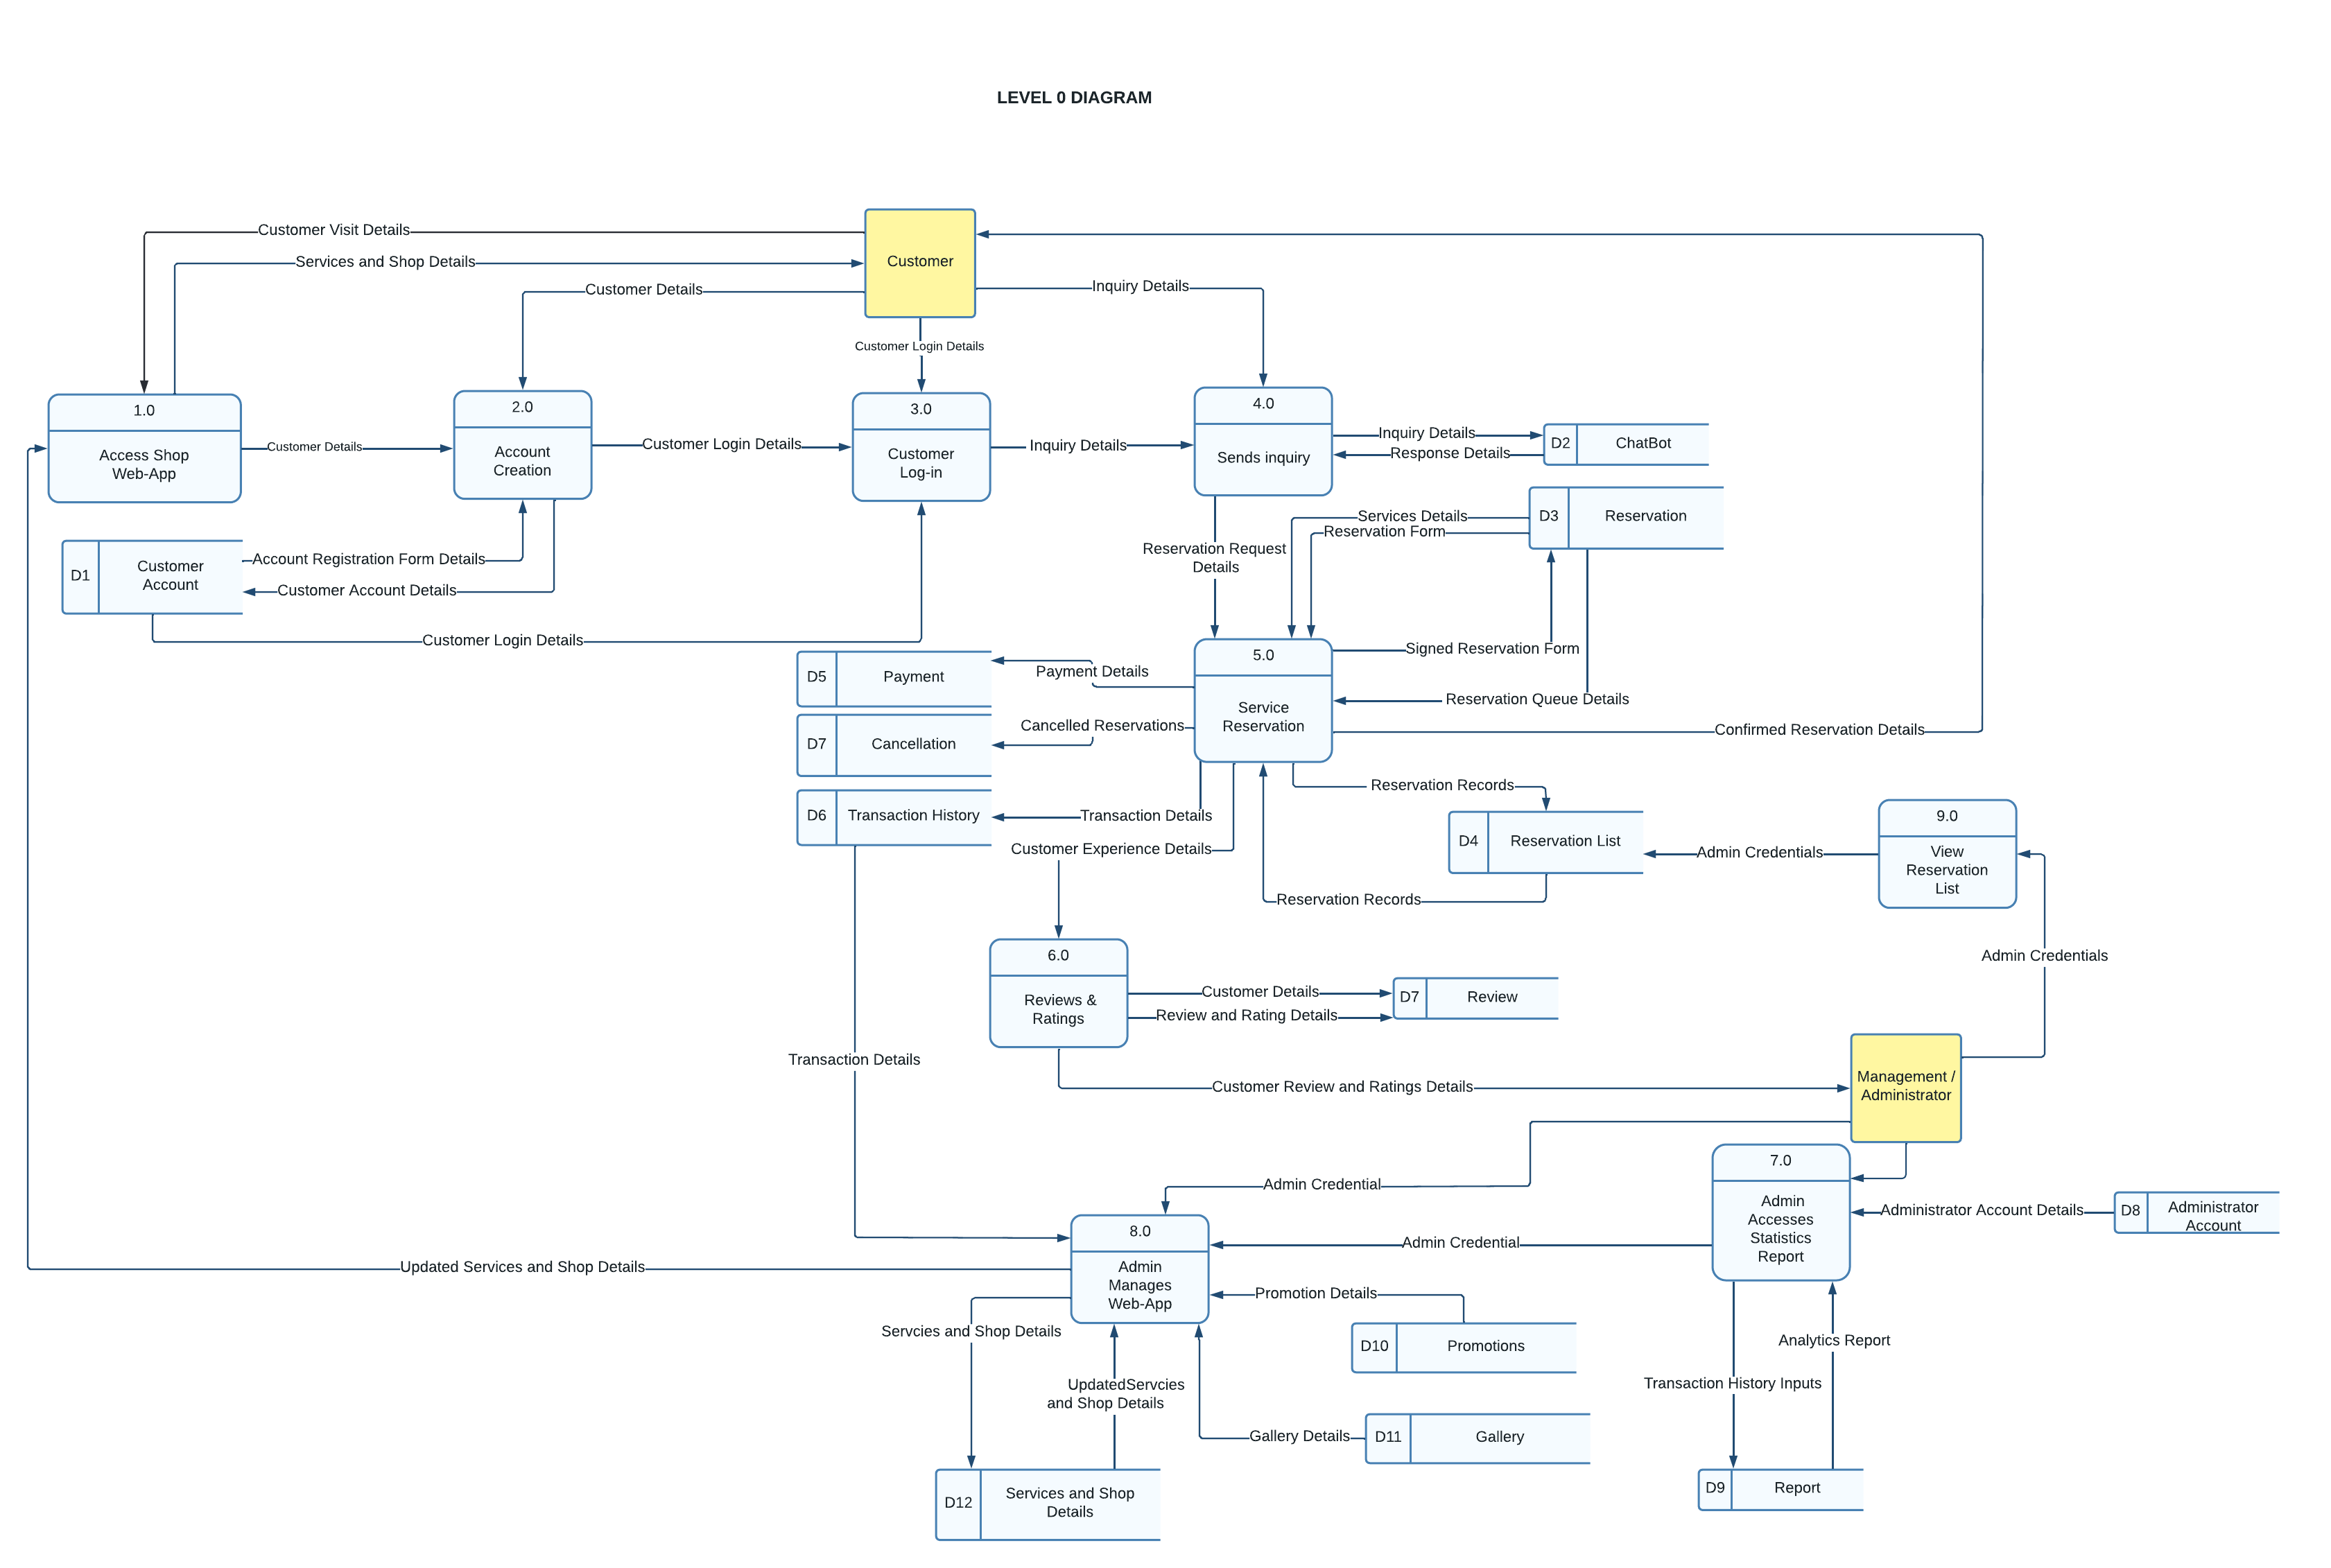 LEVEL 0 DIAGRAM
Customer Visit Details
Services and Shop Details
Customer
Customer Details
Inquiry Details
Customer Login Details
1.0
Access Shop
Web-App
Customer Details
2.0
Account
Creation
Customer Login Details
3.0
Customer
Log-in
Inquiry Details
4.0
Sends inquiry
Inquiry Details
Response Details
D2
ChatBot
D1
Customer
Account
Account Registration Form Details
Customer Account Details
Customer Login Details
Reservation Request
Details
Services Details
Reservation Form
D3
Reservation
Signed Reservation Form
Reservation Queue Details
Confirmed Reservation Details
5.0
Service
Reservation
D5
Payment
Payment Details
D7
Cancellation
Cancelled Reservations
D6
Transaction History
Transaction Details
Customer Experience Details
Reservation Records
D4
Reservation List
Reservation Records
Admin Credentials
9.0
View
Reservation
List
Admin Credentials
6.0
Reviews &
Ratings
Customer Details
Review and Rating Details
D7
Review
Transaction Details
Customer Review and Ratings Details
Management /
Administrator
Admin Credential
7.0
Admin
Accesses
Statistics
Report
Administrator Account Details
D8
Administrator
Account
8.0
Admin
Manages
Web-App
Admin Credential
Updated Services and Shop Details
Promotion Details
D10
Promotions
Servcies and Shop Details
UpdatedServcies
and Shop Details
Gallery Details
D11
Gallery
Analytics Report
Transaction History Inputs
D12
Services and Shop
Details
D9
Report